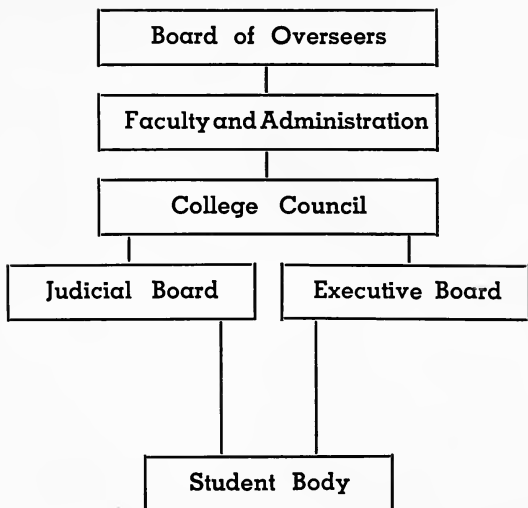 Board of Overseers
Faculty and Administration
College Council
Judicial Board
Executive Board
Student Body